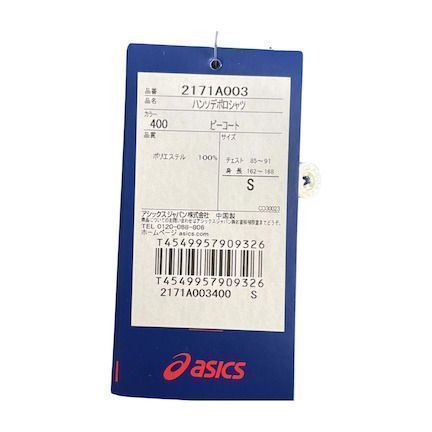 品番 2171A003
品名 ハンソデポロシャツ
カラー 400 ピーコート
品質 サイズ
ポリエステル 100%
チェスト 85〜91
身長 162〜168
S
CD30023
アシックスジャパン株式会社 中国製
TEL 0120-068-806
ホームページ asics.com
T4549957909326
T4549957909326
2171A003400 S
asics